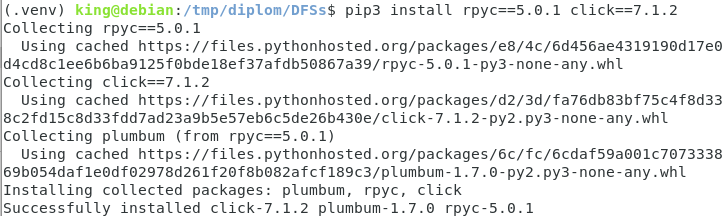 (.venv) king@debian:/tmp/diplom/DFSs$ pip3 install rpyc==5.0.1 click==7.1.2
Collecting rpyc==5.0.1
  Using cached https://files.pythonhosted.org/packages/e8/4c/6d456ae4319190d17e0
d4cd8c1ee6b6ba9125f0bde18ef37afdb50867a39/rpyc-5.0.1-py3-none-any.whl
Collecting click==7.1.2
  Using cached https://files.pythonhosted.org/packages/d2/3d/fa76db83bf75c4f8d33
8c2fd15c8d33fdd7ad23a9b5e57eb6c5de26b430e/click-7.1.2-py2.py3-none-any.whl
Collecting plumbum (from rpyc==5.0.1)
  Using cached https://files.pythonhosted.org/packages/6c/fc/6cdaf59a001c7073338
69b054daf1e0df02978d261f20f8b082afcf189c3/plumbum-1.7.0-py2.py3-none-any.whl
Installing collected packages: plumbum, rpyc, click
Successfully installed click-7.1.2 plumbum-1.7.0 rpyc-5.0.1